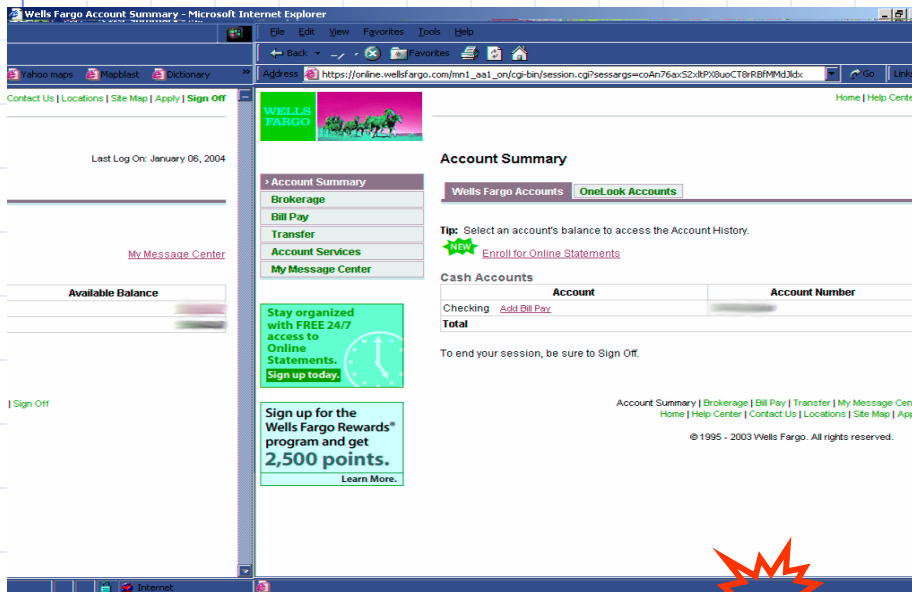 Wells Fargo Account Summary - Microsoft Internet Explorer
File Edit View Favorites Tools Help
Back Favorites
Yahoo maps Mapblast Dictionary »
Address https://online.wellsfargo.com/mn1_aa1_on/cgi-bin/session.cgi?sessargs=coAn76axS2xltPX8uoCT8rRBfMMdJldx Go Links
Contact Us | Locations | Site Map | Apply | Sign Off
Last Log On: January 06, 2004
My Message Center
Available Balance
| Sign Off
Internet
WELLS
FARGO
Home | Help Cente
Account Summary
> Account Summary
Brokerage
Bill Pay
Transfer
Account Services
My Message Center
Wells Fargo Accounts OneLook Accounts
Tip: Select an account's balance to access the Account History.
NEW Enroll for Online Statements
Cash Accounts
Account Account Number
Checking Add Bill Pay
Total
To end your session, be sure to Sign Off.
Stay organized
with FREE 24/7
access to
Online
Statements.
Sign up today.
Sign up for the
Wells Fargo Rewards®
program and get
2,500 points.
Learn More.
Account Summary | Brokerage | Bill Pay | Transfer | My Message Cen
Home | Help Center | Contact Us | Locations | Site Map | App
© 1995 - 2003 Wells Fargo. All rights reserved.